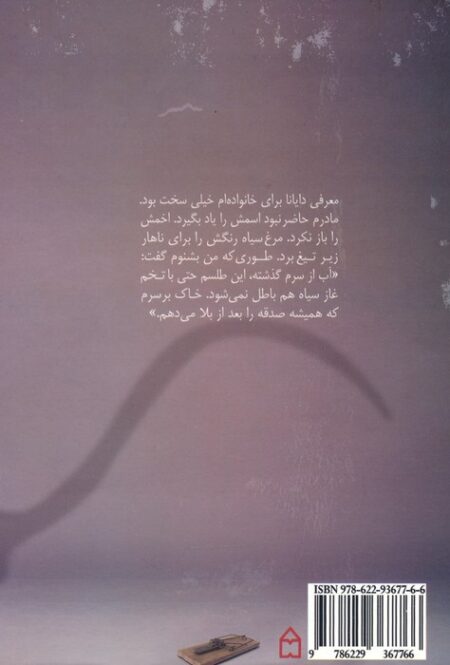 معرفی دایانا برای خانواده‌ام خیلی سخت بود.
مادرم حاضر نبود اسمش را یاد بگیرد. اخمش
را باز نکرد. مرغ سیاه رنگش را برای ناهار
زیر تیغ برد. طوری که من بشنوم گفت:
«آب از سرم گذشته، این طلسم حتی با تخم
غاز سیاه هم باطل نمی‌شود. خاک بر سرم
که همیشه صدقه را بعد از بلا می‌دهم.»
ISBN 978-622-93677-6-6
9 786229 367766